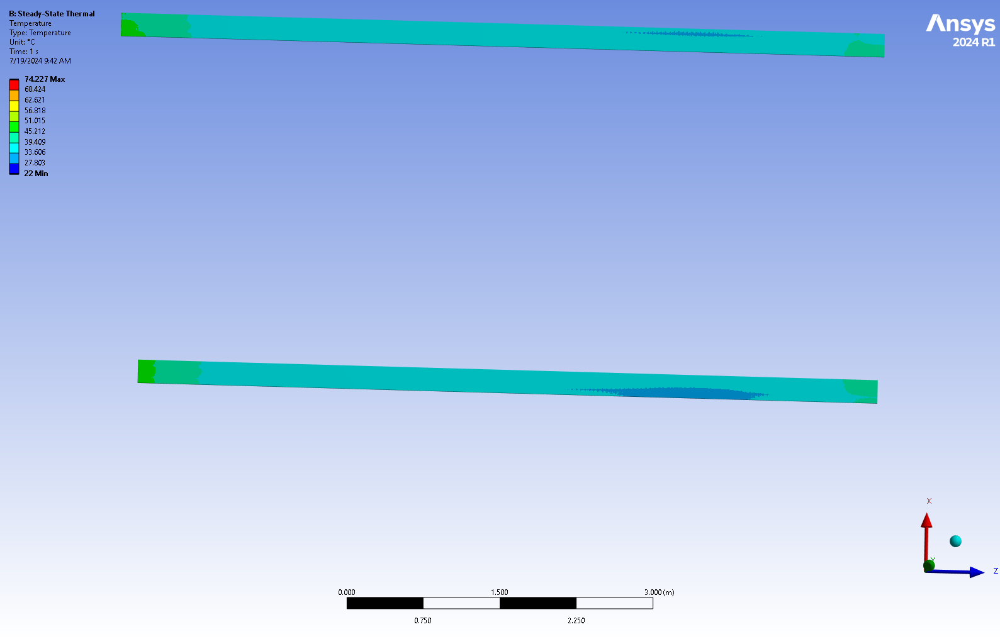 B: Steady-State Thermal
Temperature
Type: Temperature
Unit: °C
Time: 1 s
7/19/2024 9:42 AM
74.227 Max
68.424
62.621
56.818
51.015
45.212
39.409
33.606
27.803
22 Min
Ansys
2024 R1
X
Y
Z
0.000
1.500
3.000 (m)
0.750
2.250